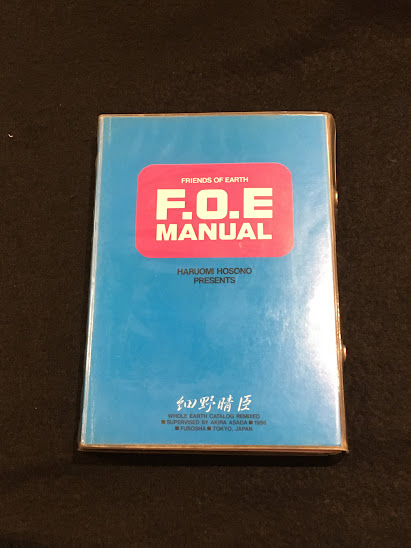 FRIENDS OF EARTH
F.O.E
MANUAL
HARUOMI HOSONO
PRESENTS
細野晴臣
WHOLE EARTH CATALOG REMIXED
■ SUPERVISED BY AKIRA ASADA ■ 1986
■ FUSOSHA ■ TOKYO, JAPAN